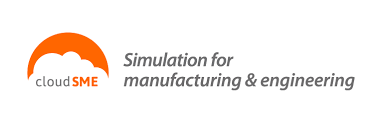 cloudSME
Simulation for
manufacturing & engineering